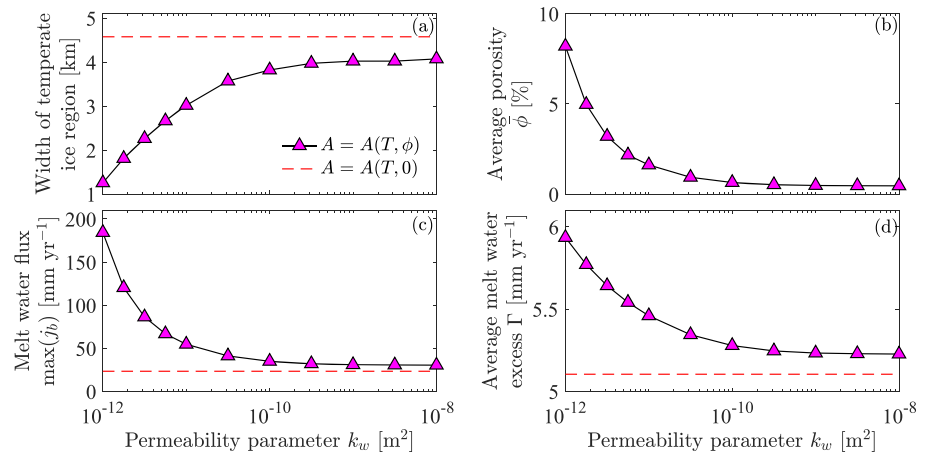 (a)
Width of temperate
ice region [km]
5
4
3
2
1
A = A(T, ϕ)
A = A(T, 0)
(b)
Average porosity
ϕ̄ [%]
10
5
0
(c)
Melt water flux
max(j_b) [mm yr⁻¹]
200
150
100
50
0
10⁻¹²
10⁻¹⁰
10⁻⁸
Permeability parameter k_w [m²]
(d)
Average melt water
excess Γ [mm yr⁻¹]
6
5.5
5
10⁻¹²
10⁻¹⁰
10⁻⁸
Permeability parameter k_w [m²]